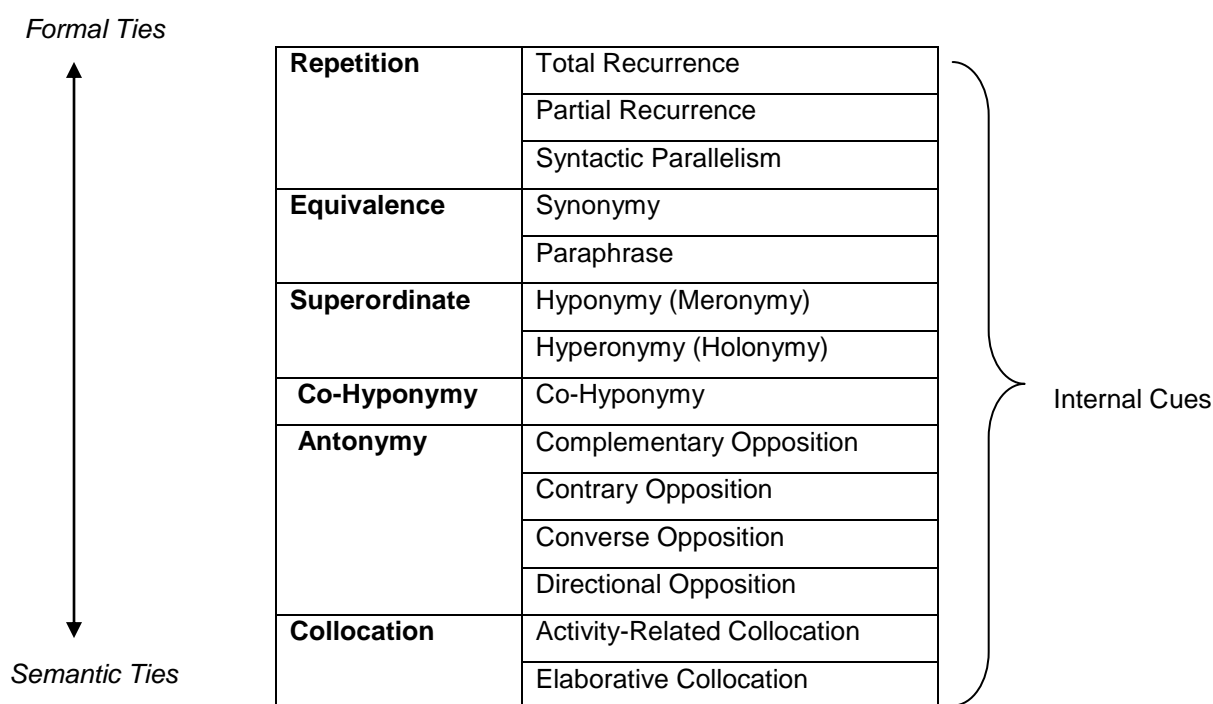 Formal Ties
Repetition Total Recurrence
Partial Recurrence
Syntactic Parallelism
Equivalence Synonymy
Paraphrase
Superordinate Hyponymy (Meronymy)
Hyperonymy (Holonymy)
Co-Hyponymy Co-Hyponymy
Internal Cues
Antonymy Complementary Opposition
Contrary Opposition
Converse Opposition
Directional Opposition
Collocation Activity-Related Collocation
Semantic Ties
Elaborative Collocation